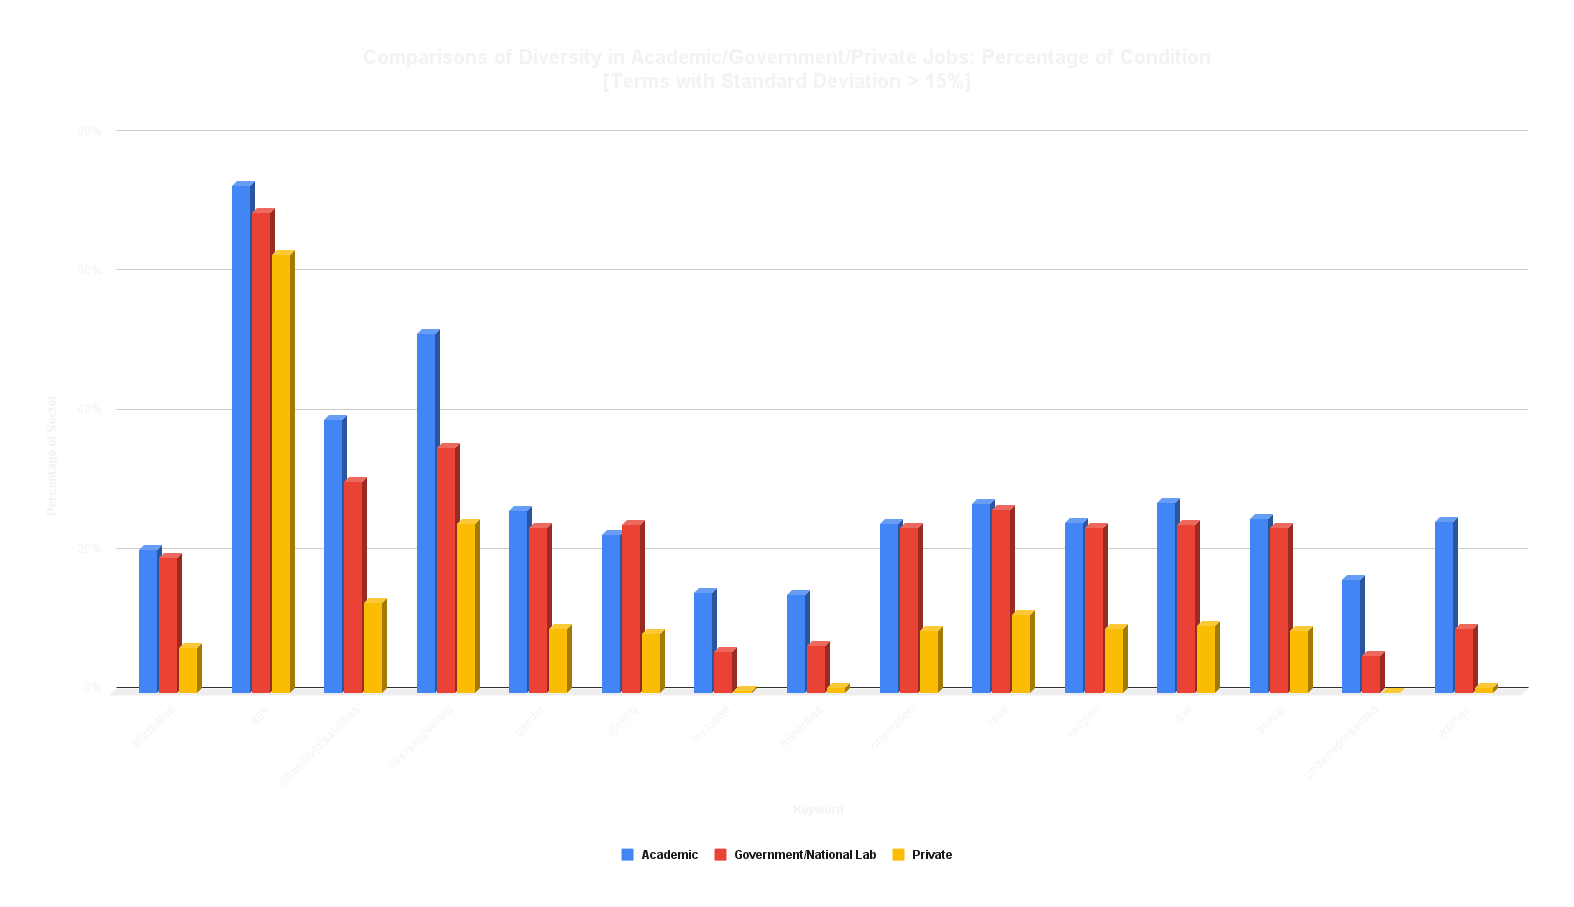 Comparisons of Diversity in Academic/Government/Private Jobs: Percentage of Condition
[Terms with Standard Deviation > 15%]
80%
60%
40%
20%
0%
Percentage of Sector
affirmative
age
disability/disabilities
diverse/diversity
gender
identity
inclusive
minorities
orientation
race
religion
sex
sexual
underrepresented
women
Keyword
Academic
Government/National Lab
Private